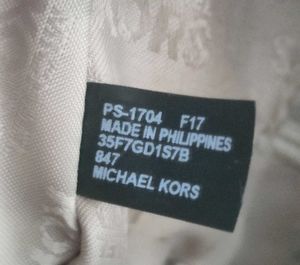 PS-1704 F17
MADE IN PHILIPPINES
35F7GD1S7B
847
MICHAEL KORS